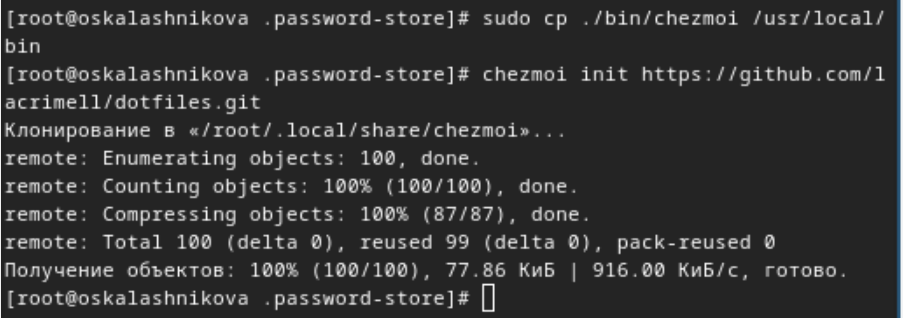 [root@oskalashnikova .password-store]# sudo cp ./bin/chezmoi /usr/local/
bin
[root@oskalashnikova .password-store]# chezmoi init https://github.com/l
acrimell/dotfiles.git
Клонирование в «/root/.local/share/chezmoi»...
remote: Enumerating objects: 100, done.
remote: Counting objects: 100% (100/100), done.
remote: Compressing objects: 100% (87/87), done.
remote: Total 100 (delta 0), reused 99 (delta 0), pack-reused 0
Получение объектов: 100% (100/100), 77.86 КиБ | 916.00 КиБ/с, готово.
[root@oskalashnikova .password-store]#